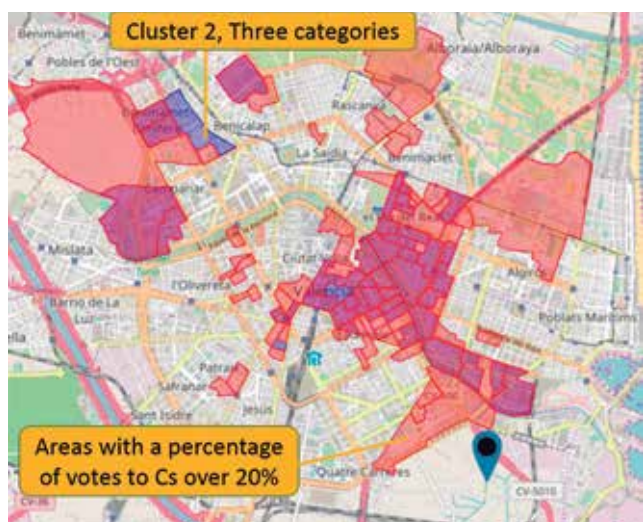 Benimàmet
Cluster 2, Three categories
Alboraia/Alboraya
Pobles de l'Oest
Rascanya
Benicalap
La Saïdia
Benimaclet
Campanar
Mislata
Ciutat
l'Olivereta
Algirós
Barrio de La
Luz
Poblats Marítims
Patraix
Safranar
Jesús
Sant Isidre
Areas with a percentage
of votes to Cs over 20%
Quatre Carreres
CV-5010
CV-36